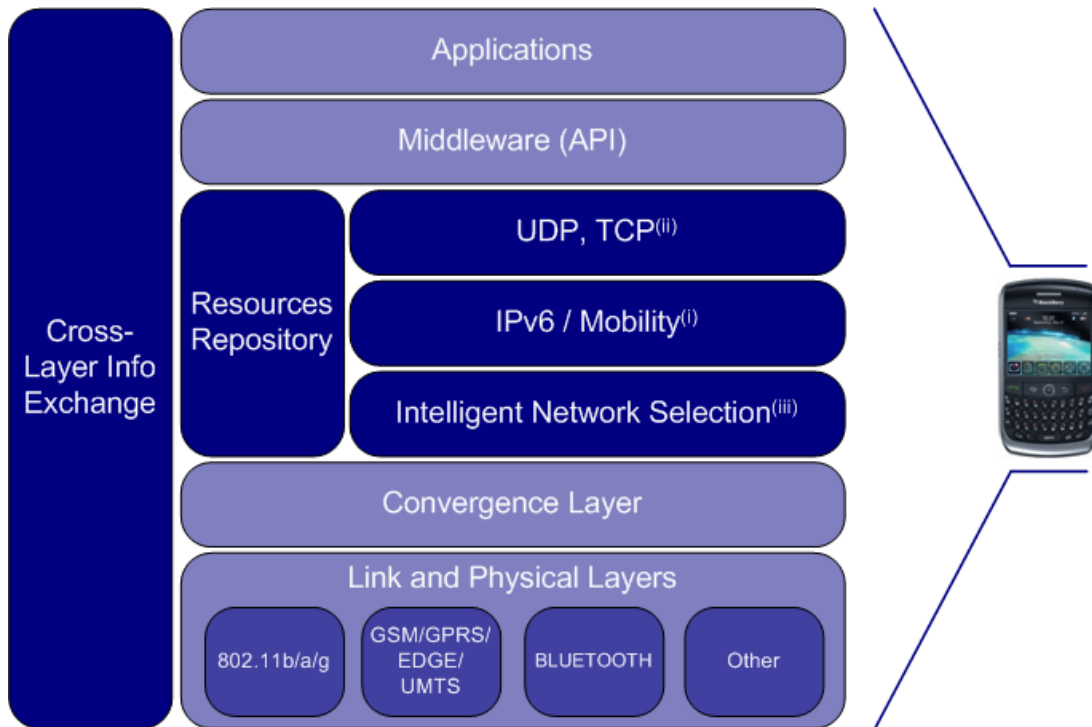 Applications
Middleware (API)
Cross-
Layer Info
Exchange
Resources
Repository
UDP, TCP(ii)
IPv6 / Mobility(i)
Intelligent Network Selection(iii)
Convergence Layer
Link and Physical Layers
802.11b/a/g
GSM/GPRS/
EDGE/
UMTS
BLUETOOTH
Other
BlackBerry